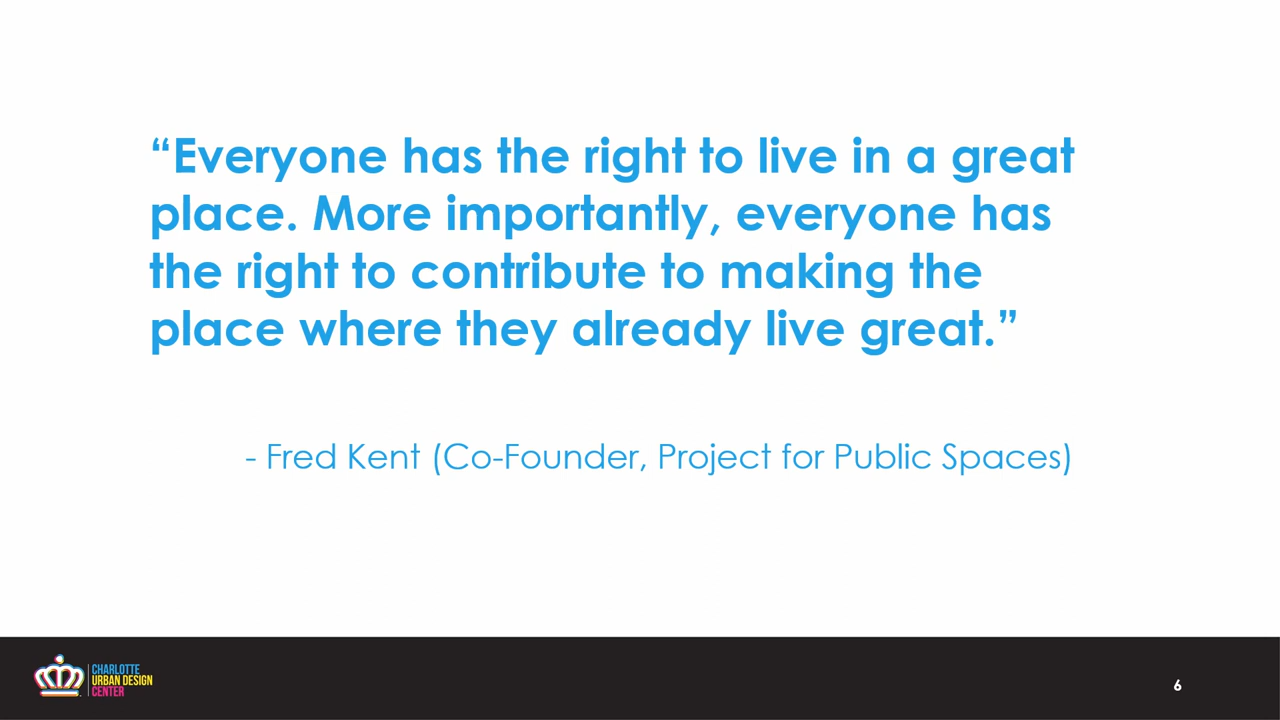 “Everyone has the right to live in a great
place. More importantly, everyone has
the right to contribute to making the
place where they already live great.”
- Fred Kent (Co-Founder, Project for Public Spaces)
CHARLOTTE
URBAN DESIGN
CENTER
6